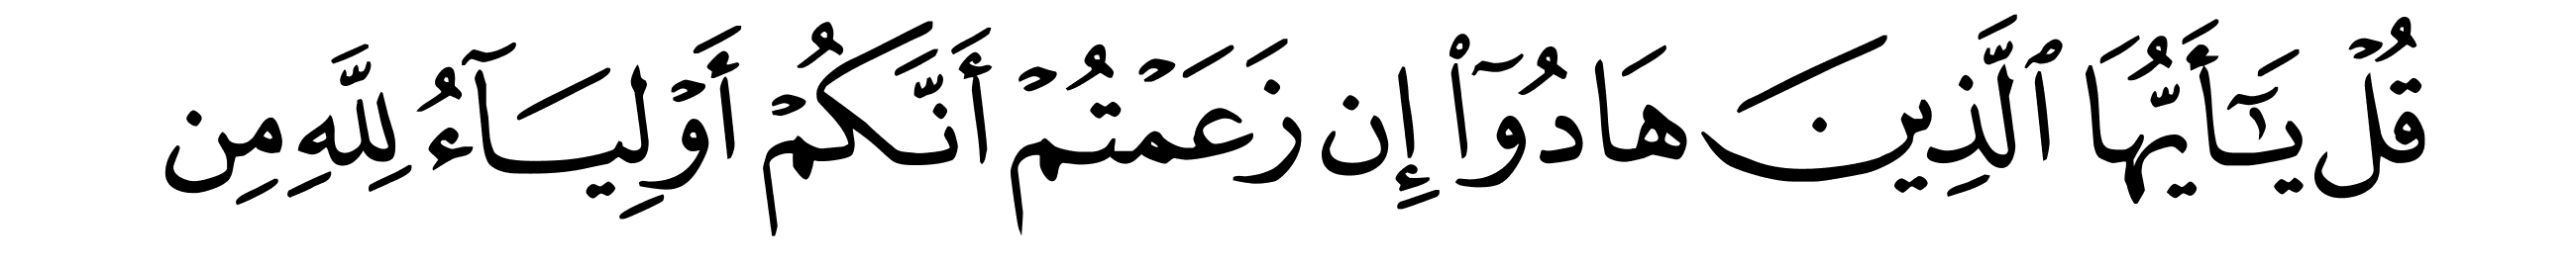 قُلْ يَـٰٓأَيُّهَا ٱلَّذِينَ هَادُوٓا۟ إِن زَعَمْتُمْ أَنَّكُمْ أَوْلِيَآءُ لِلَّهِ مِن